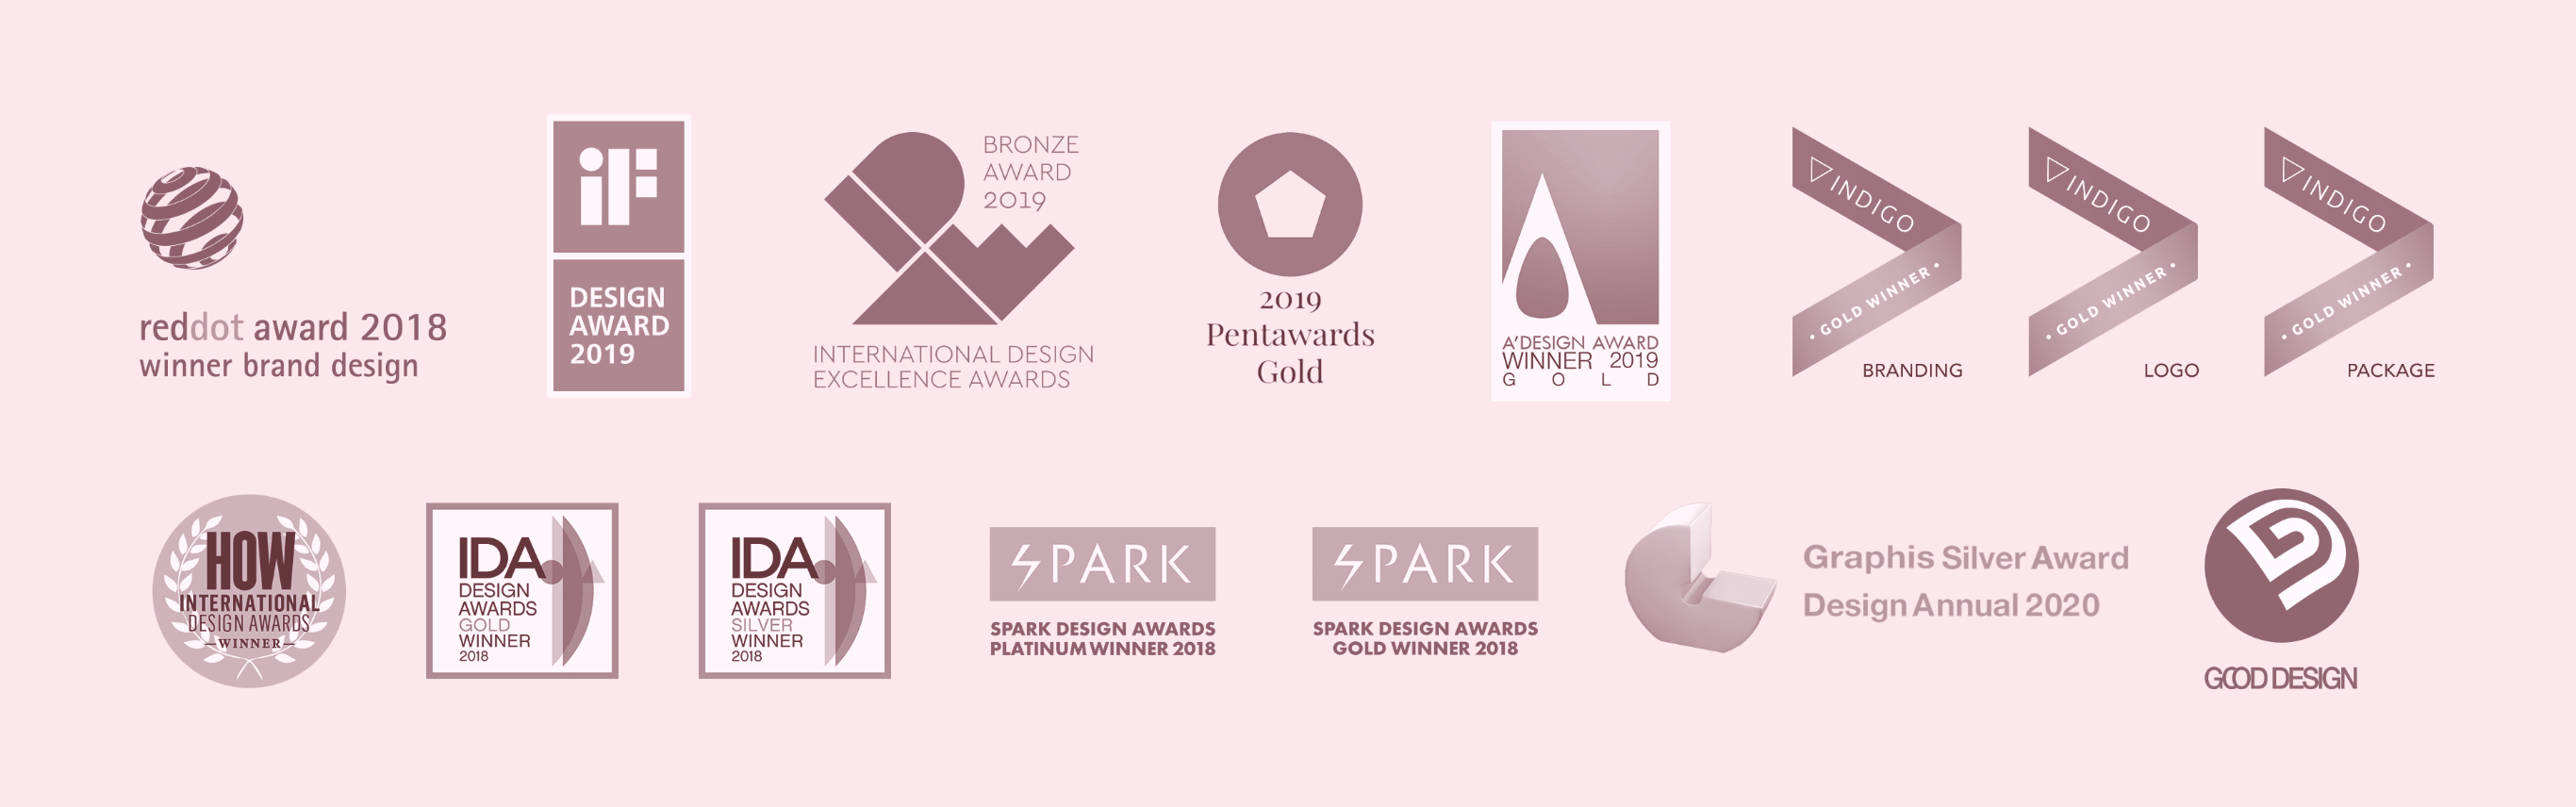 reddot award 2018
winner brand design
iF
DESIGN
AWARD
2019
BRONZE
AWARD
2019
INTERNATIONAL DESIGN
EXCELLENCE AWARDS
2019
Pentawards
Gold
A'DESIGN AWARD
WINNER 2019
GOLD
INDIGO
• GOLD WINNER •
BRANDING
INDIGO
• GOLD WINNER •
LOGO
INDIGO
• GOLD WINNER •
PACKAGE
HOW
INTERNATIONAL
DESIGN AWARDS
WINNER
IDA
DESIGN
AWARDS
GOLD
WINNER
2018
IDA
DESIGN
AWARDS
SILVER
WINNER
2018
SPARK
SPARK DESIGN AWARDS
PLATINUM WINNER 2018
SPARK
SPARK DESIGN AWARDS
GOLD WINNER 2018
Graphis Silver Award
Design Annual 2020
GOOD DESIGN